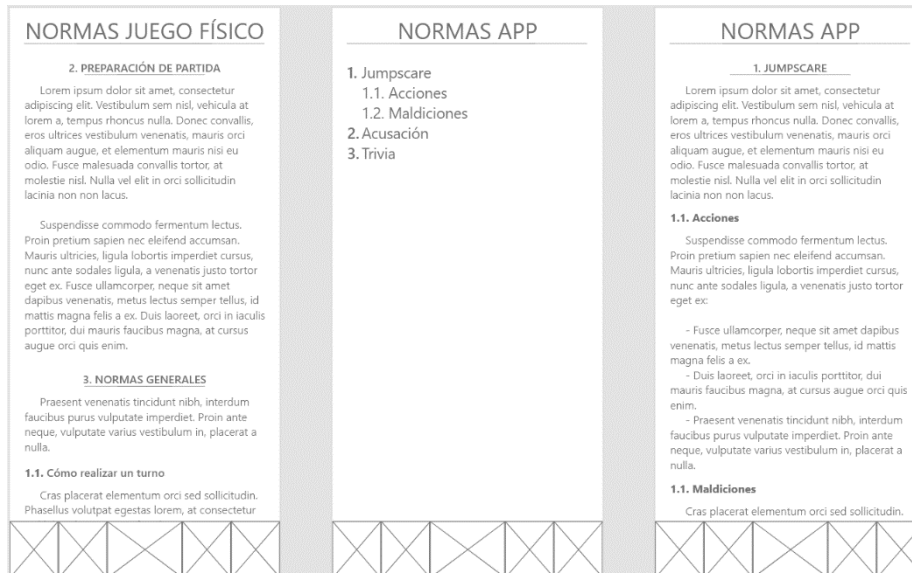 NORMAS JUEGO FÍSICO
2. PREPARACIÓN DE PARTIDA
Lorem ipsum dolor sit amet, consectetur
adipiscing elit. Vestibulum sem nisl, vehicula at
lorem a, tempus rhoncus nulla. Donec convallis,
eros ultrices vestibulum venenatis, mauris orci
aliquam augue, et elementum mauris nisi eu
odio. Fusce malesuada convallis tortor, at
molestie nisl. Nulla vel elit in orci sollicitudin
lacinia non non lacus.
Suspendisse commodo fermentum lectus.
Proin pretium sapien nec eleifend accumsan.
Mauris ultricies, ligula lobortis imperdiet cursus,
nunc ante sodales ligula, a venenatis justo tortor
eget ex. Fusce ullamcorper, neque sit amet
dapibus venenatis, metus lectus semper tellus, id
mattis magna felis a ex. Duis laoreet, orci in iaculis
porttitor, dui mauris faucibus magna, at cursus
augue orci quis enim.
3. NORMAS GENERALES
Praesent venenatis tincidunt nibh, interdum
faucibus purus vulputate imperdiet. Proin ante
neque, vulputate varius vestibulum in, placerat a
nulla.
1.1. Cómo realizar un turno
Cras placerat elementum orci sed sollicitudin.
Phasellus volutpat egestas lorem, at consectetur
NORMAS APP
1. Jumpscare
1.1. Acciones
1.2. Maldiciones
2. Acusación
3. Trivia
NORMAS APP
1. JUMPSCARE
Lorem ipsum dolor sit amet, consectetur
adipiscing elit. Vestibulum sem nisl, vehicula at
lorem a, tempus rhoncus nulla. Donec convallis,
eros ultrices vestibulum venenatis, mauris orci
aliquam augue, et elementum mauris nisi eu
odio. Fusce malesuada convallis tortor, at
molestie nisl. Nulla vel elit in orci sollicitudin
lacinia non non lacus.
1.1. Acciones
Suspendisse commodo fermentum lectus.
Proin pretium sapien nec eleifend accumsan.
Mauris ultricies, ligula lobortis imperdiet cursus,
nunc ante sodales ligula, a venenatis justo tortor
eget ex:
- Fusce ullamcorper, neque sit amet dapibus
venenatis, metus lectus semper tellus, id mattis
magna felis a ex.
- Duis laoreet, orci in iaculis porttitor, dui
mauris faucibus magna, at cursus augue orci quis
enim.
- Praesent venenatis tincidunt nibh, interdum
faucibus purus vulputate imperdiet. Proin ante
neque, vulputate varius vestibulum in, placerat a
nulla.
1.1. Maldiciones
Cras placerat elementum orci sed sollicitudin.